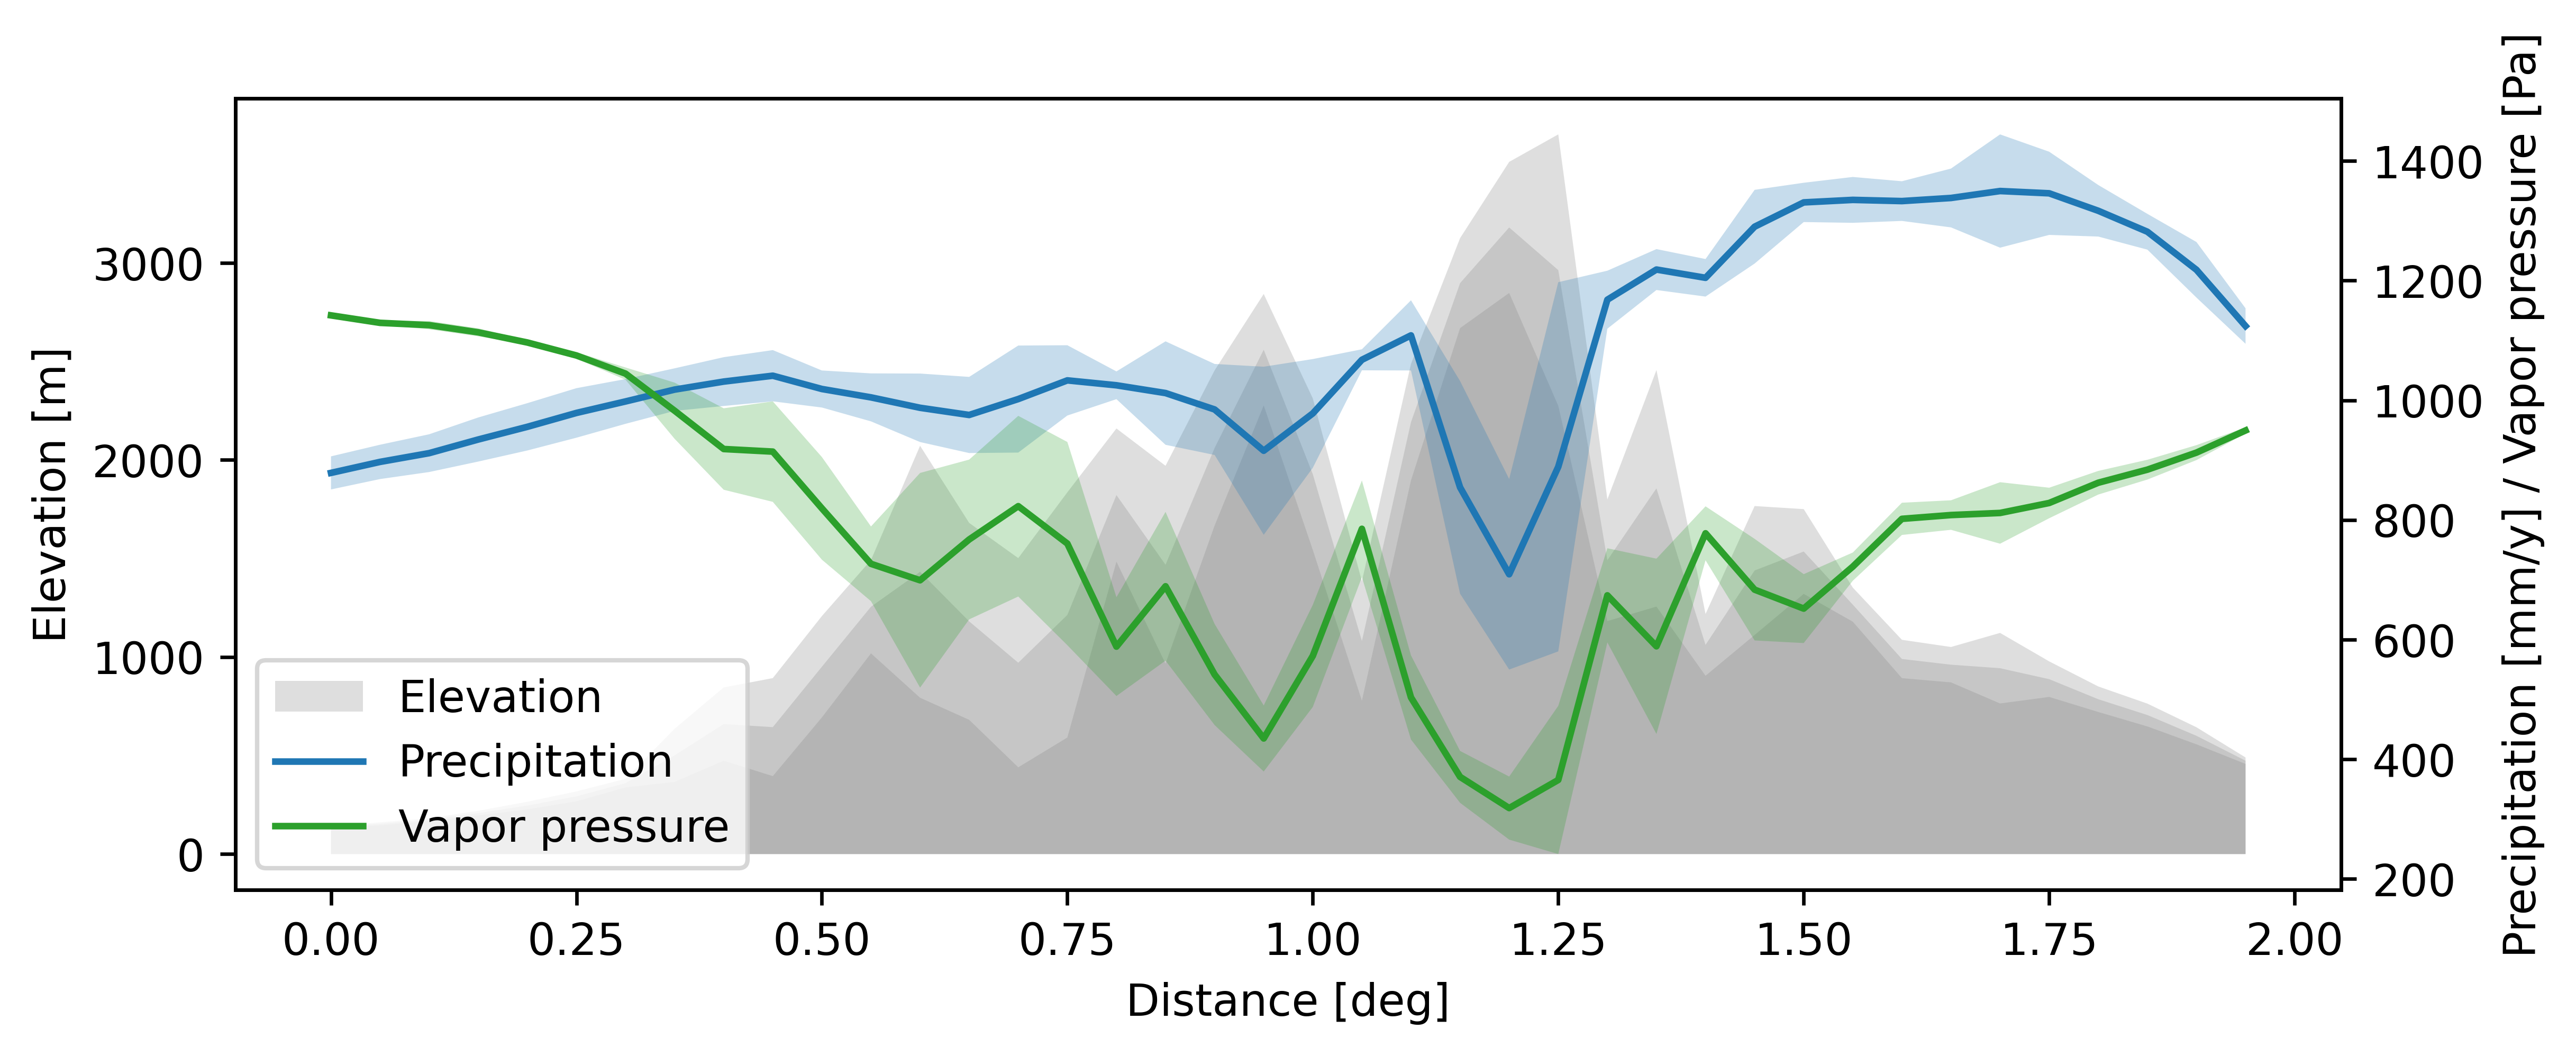 Elevation [m]
3000
2000
1000
0
Elevation
Precipitation
Vapor pressure
0.00 0.25 0.50 0.75 1.00 1.25 1.50 1.75 2.00
Distance [deg]
1400
1200
1000
800
600
400
200
Precipitation [mm/y] / Vapor pressure [Pa]